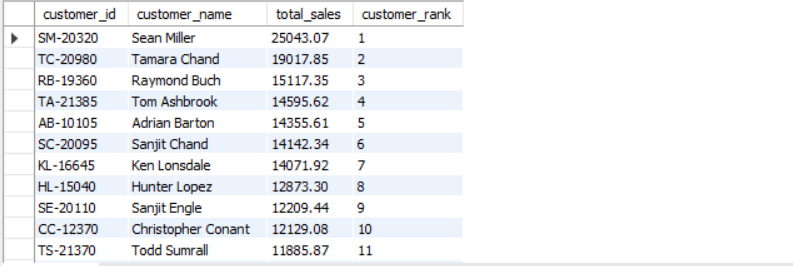 customer_id customer_name total_sales customer_rank
SM-20320 Sean Miller 25043.07 1
TC-20980 Tamara Chand 19017.85 2
RB-19360 Raymond Buch 15117.35 3
TA-21385 Tom Ashbrook 14595.62 4
AB-10105 Adrian Barton 14355.61 5
SC-20095 Sanjit Chand 14142.34 6
KL-16645 Ken Lonsdale 14071.92 7
HL-15040 Hunter Lopez 12873.30 8
SE-20110 Sanjit Engle 12209.44 9
CC-12370 Christopher Conant 12129.08 10
TS-21370 Todd Sumrall 11885.87 11